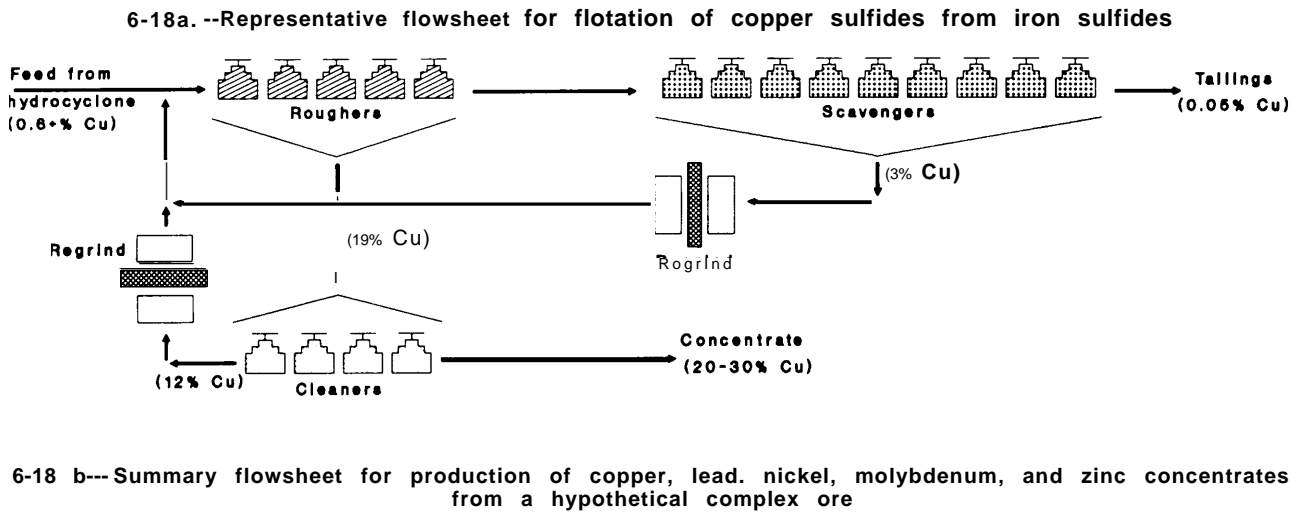 6-18a. --Representative flowsheet for flotation of copper sulfides from iron sulfides
Feed from
hydrocyclone
(0.6+% Cu)
Roughers
Scavengers
Tailings
(0.05% Cu)
(3% Cu)
(19% Cu)
Regrind
Rogrind
Concentrate
(20-30% Cu)
(12% Cu)
Cleaners
6-18 b--- Summary flowsheet for production of copper, lead. nickel, molybdenum, and zinc concentrates
from a hypothetical complex ore